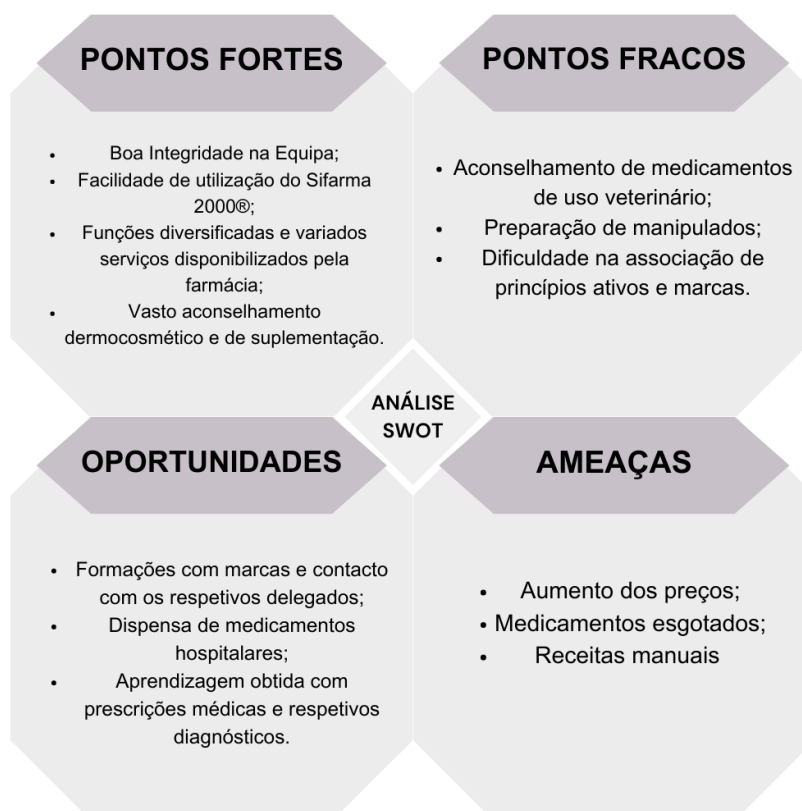 PONTOS FORTES
• Boa Integridade na Equipa;
• Facilidade de utilização do Sifarma
2000®;
• Funções diversificadas e variados
serviços disponibilizados pela
farmácia;
• Vasto aconselhamento
dermocosmético e de suplementação.
PONTOS FRACOS
• Aconselhamento de medicamentos
de uso veterinário;
• Preparação de manipulados;
• Dificuldade na associação de
princípios ativos e marcas.
ANÁLISE
SWOT
OPORTUNIDADES
• Formações com marcas e contacto
com os respetivos delegados;
• Dispensa de medicamentos
hospitalares;
• Aprendizagem obtida com
prescrições médicas e respetivos
diagnósticos.
AMEAÇAS
• Aumento dos preços;
• Medicamentos esgotados;
• Receitas manuais